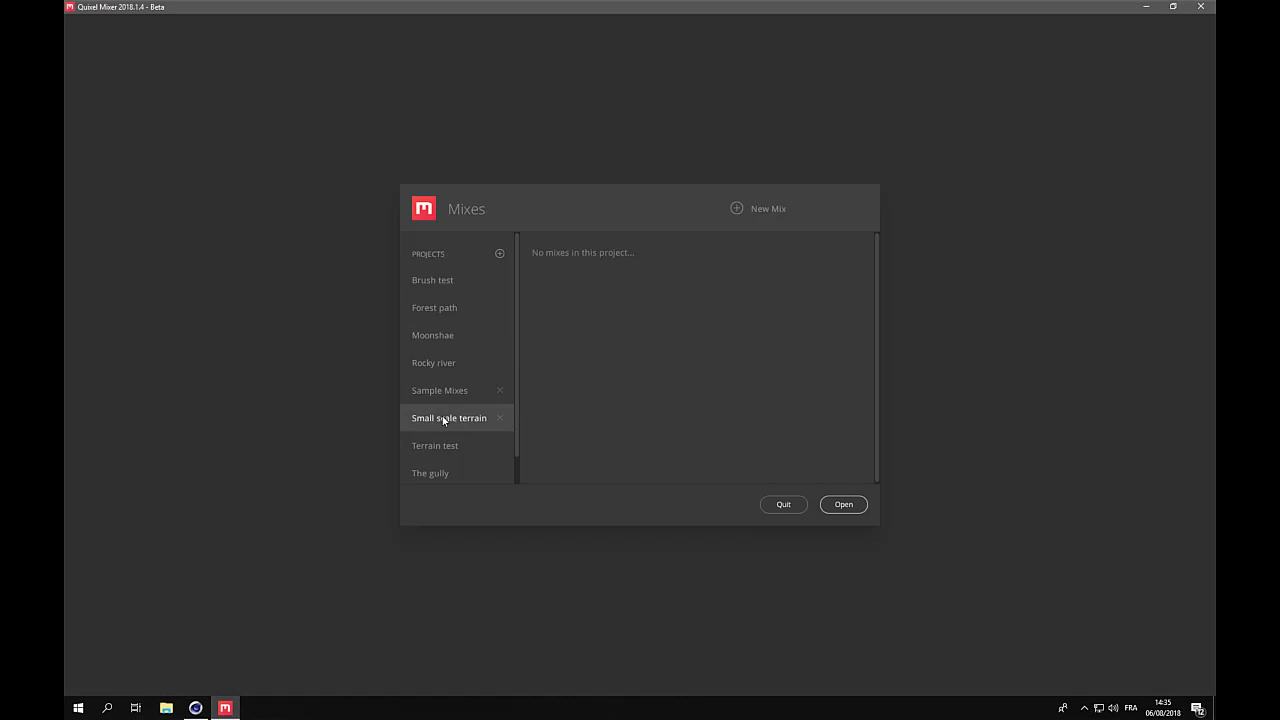 Quixel Mixer 2018.1.4 - Beta
Mixes
New Mix
PROJECTS
No mixes in this project...
Brush test
Forest path
Moonshae
Rocky river
Sample Mixes
Small scale terrain
Terrain test
The gully
Quit
Open
FRA
14:35
06/08/2018
12